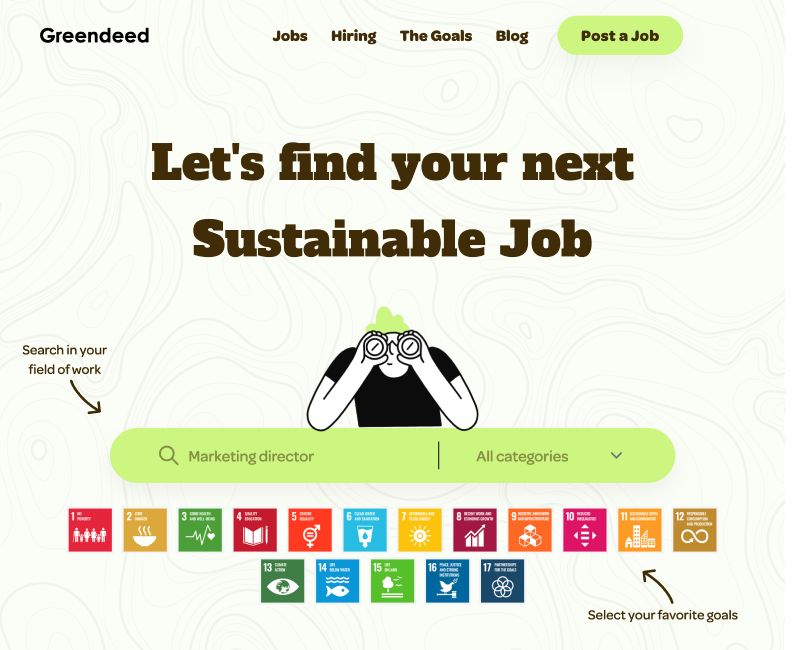 Greendeed
Jobs
Hiring
The Goals
Blog
Post a Job
Let's find your next
Sustainable Job
Search in your
field of work
Marketing director
All categories
1 NO
POVERTY
2 ZERO
HUNGER
3 GOOD HEALTH
AND WELL-BEING
4 QUALITY
EDUCATION
5 GENDER
EQUALITY
6 CLEAN WATER
AND SANITATION
7 AFFORDABLE AND
CLEAN ENERGY
8 DECENT WORK AND
ECONOMIC GROWTH
9 INDUSTRY, INNOVATION
AND INFRASTRUCTURE
10 REDUCED
INEQUALITIES
11 SUSTAINABLE CITIES
AND COMMUNITIES
12 RESPONSIBLE
CONSUMPTION
AND PRODUCTION
13 CLIMATE
ACTION
14 LIFE
BELOW WATER
15 LIFE
ON LAND
16 PEACE, JUSTICE
AND STRONG
INSTITUTIONS
17 PARTNERSHIPS
FOR THE GOALS
Select your favorite goals